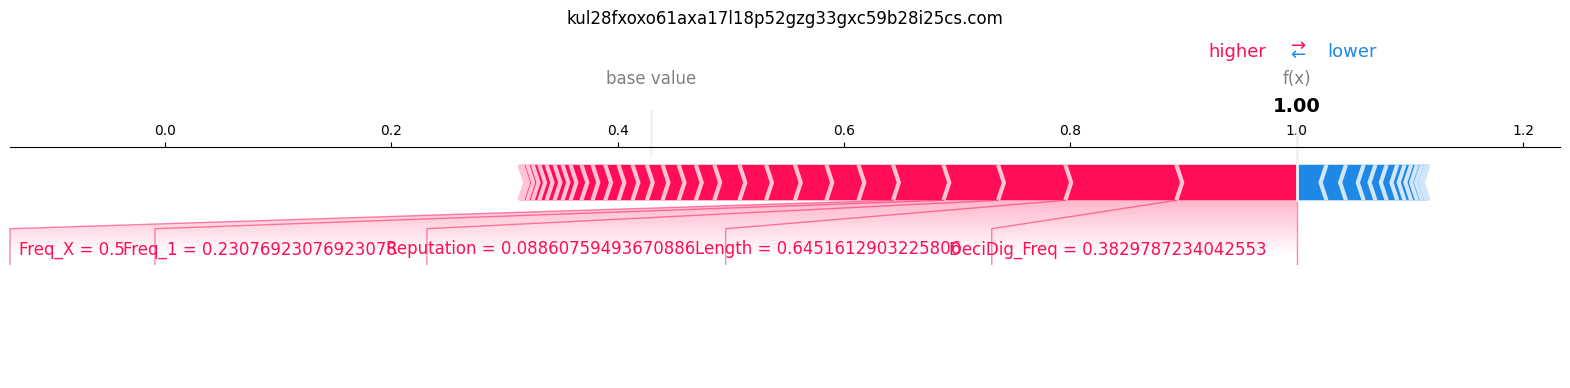 kul28fxoxo61axa17l18p52gzg33gxc59b28i25cs.com
higher ⇄ lower
base value f(x)
1.00
0.0 0.2 0.4 0.6 0.8 1.0 1.2
Freq_X = 0.5 Freq_1 = 0.23076923076923078 Reputation = 0.08860759493670886 Length = 0.6451612903225806 DeciDig_Freq = 0.3829787234042553